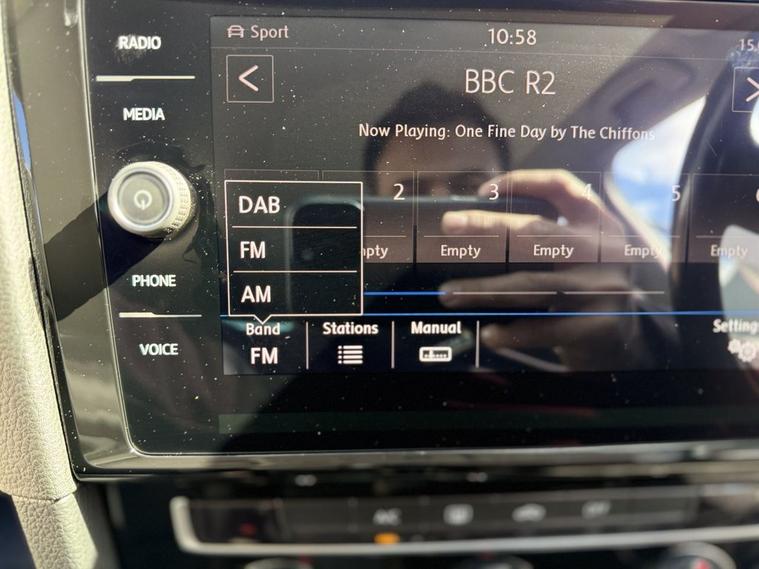 RADIO
MEDIA
PHONE
VOICE
Sport
10:58
BBC R2
Now Playing: One Fine Day by The Chiffons
2
3
4
5
Empty
Empty
Empty
Empty
DAB
FM
AM
Band
FM
Stations
Manual